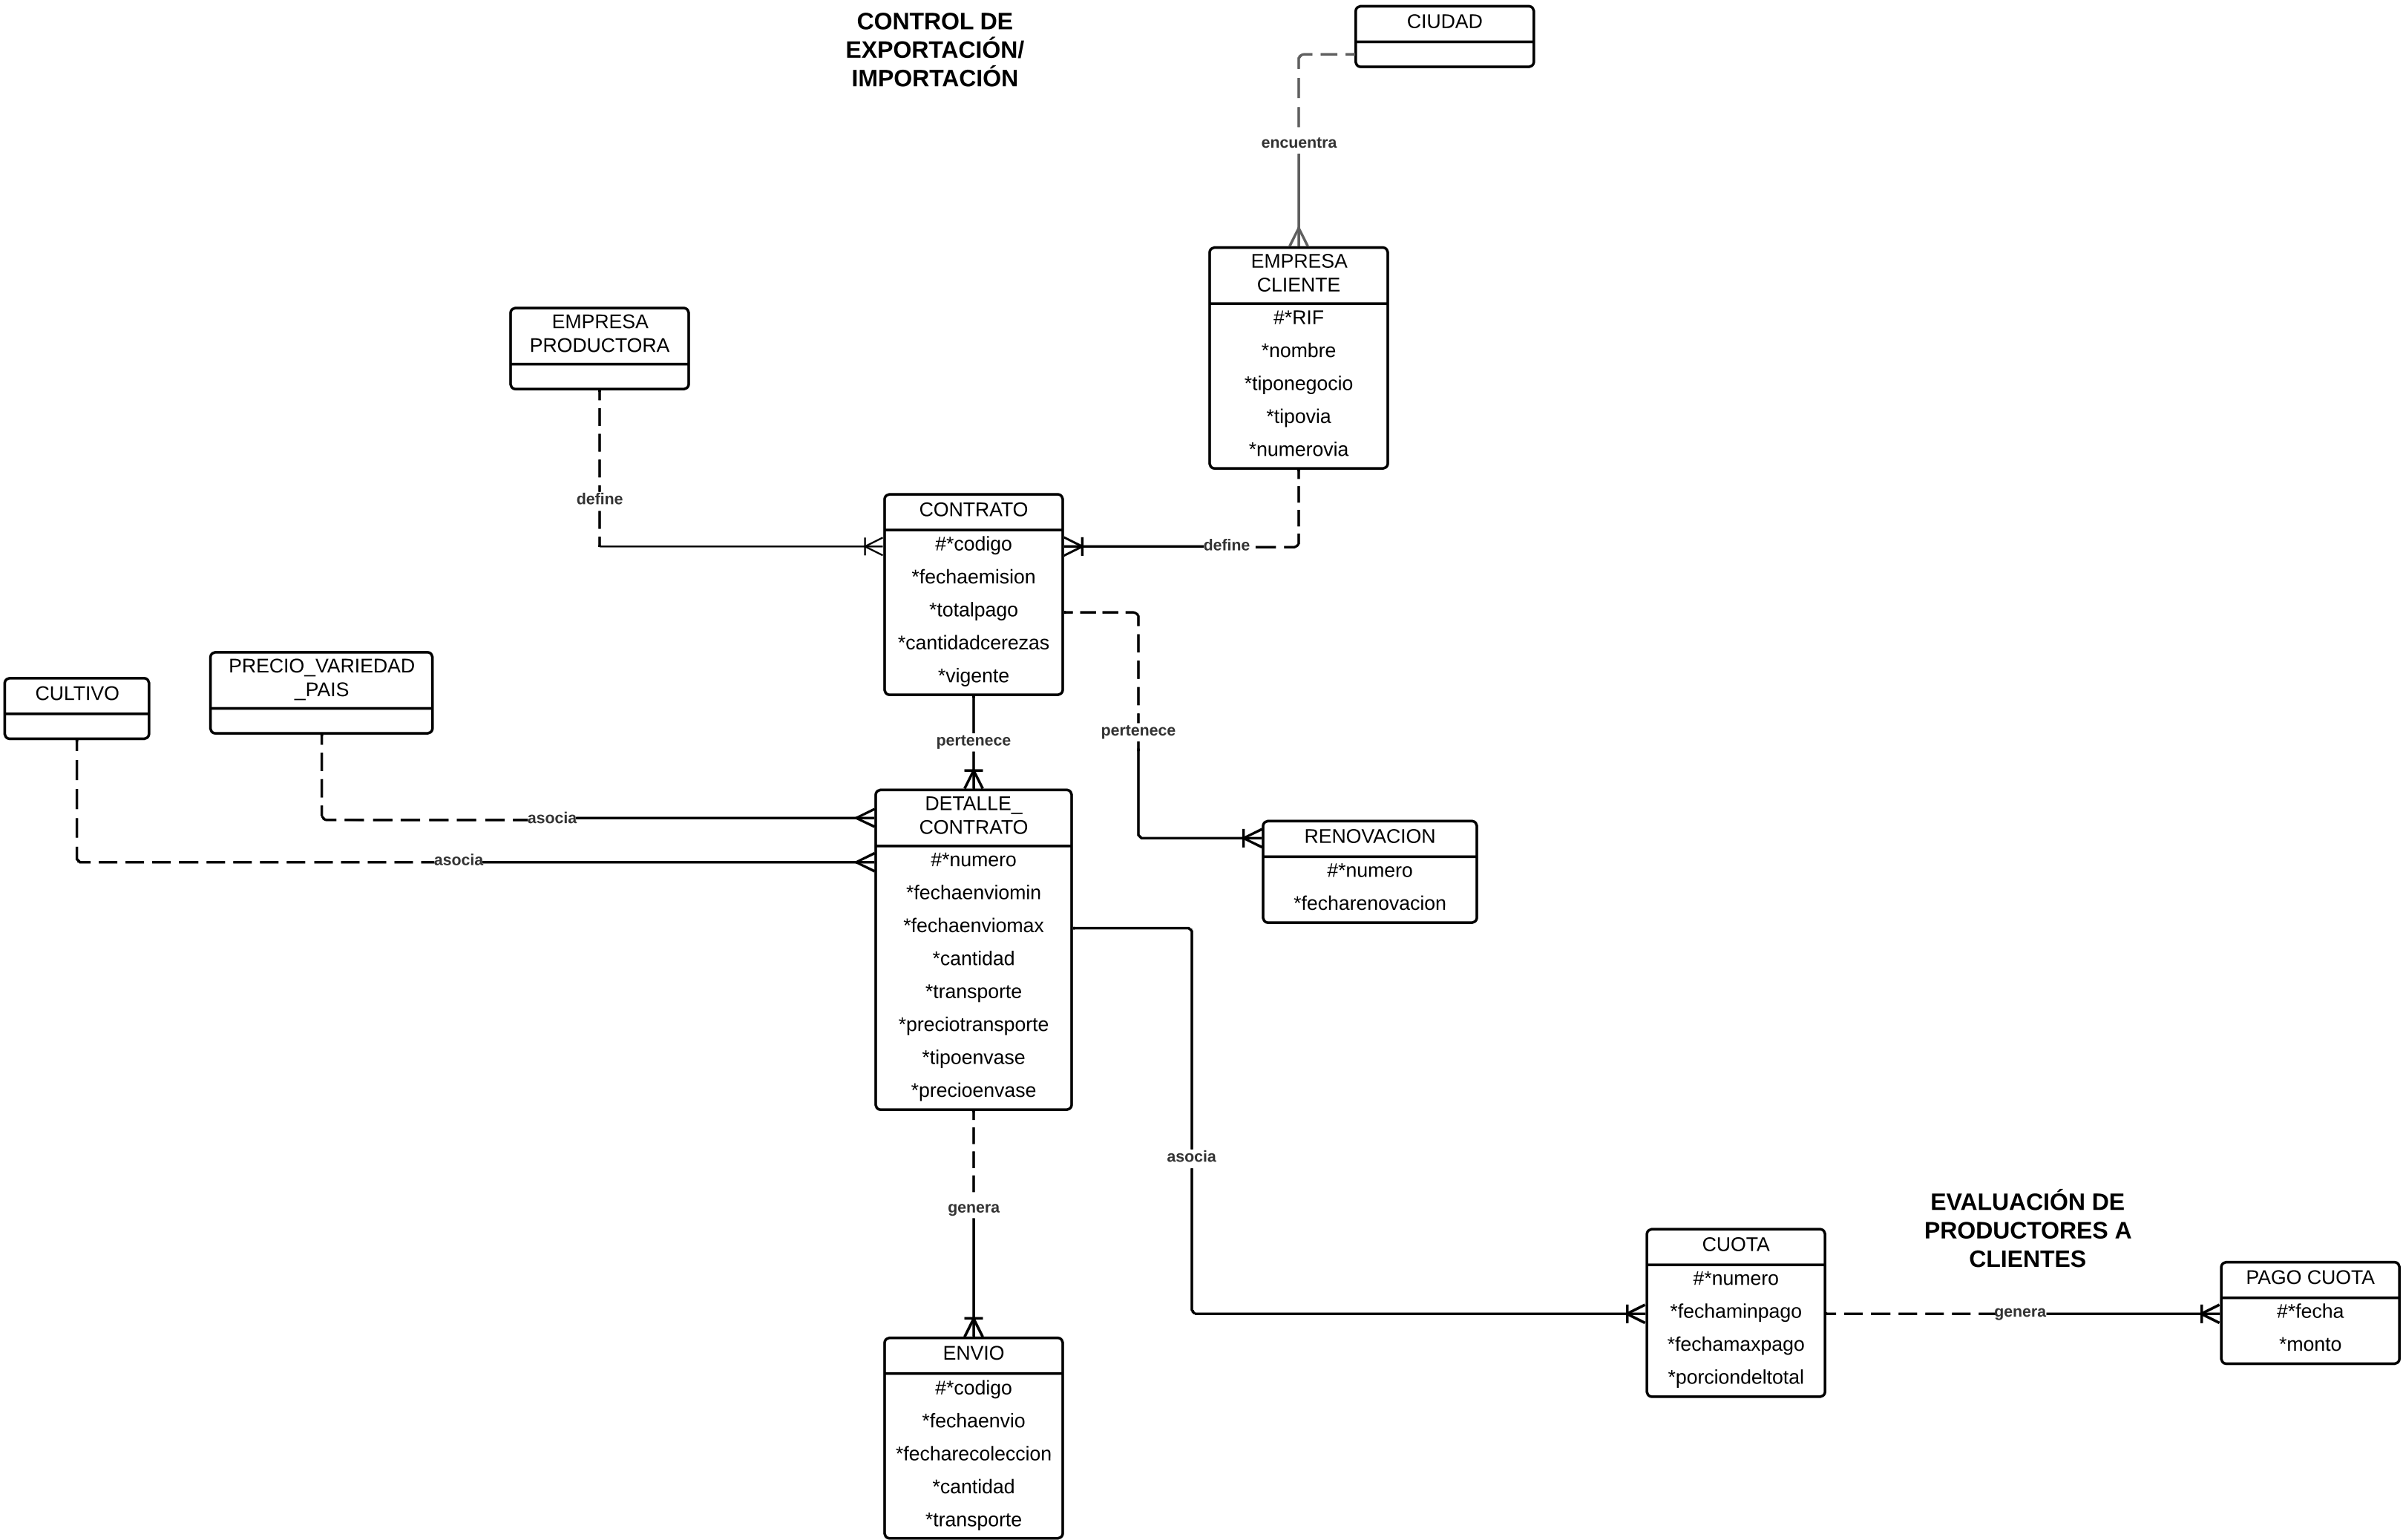 CONTROL DE
EXPORTACIÓN/
IMPORTACIÓN
CIUDAD
encuentra
EMPRESA
CLIENTE
#*RIF
*nombre
*tiponegocio
*tipovia
*numerovia
EMPRESA
PRODUCTORA
define
define
CONTRATO
#*codigo
*fechaemision
*totalpago
*cantidadcerezas
*vigente
PRECIO_VARIEDAD
_PAIS
CULTIVO
pertenece
pertenece
asocia
asocia
DETALLE_
CONTRATO
#*numero
*fechaenviomin
*fechaenviomax
*cantidad
*transporte
*preciotransporte
*tipoenvase
*precioenvase
RENOVACION
#*numero
*fecharenovacion
asocia
genera
EVALUACIÓN DE
PRODUCTORES A
CLIENTES
CUOTA
#*numero
*fechaminpago
*fechamaxpago
*porciondeltotal
genera
PAGO CUOTA
#*fecha
*monto
ENVIO
#*codigo
*fechaenvio
*fecharecoleccion
*cantidad
*transporte